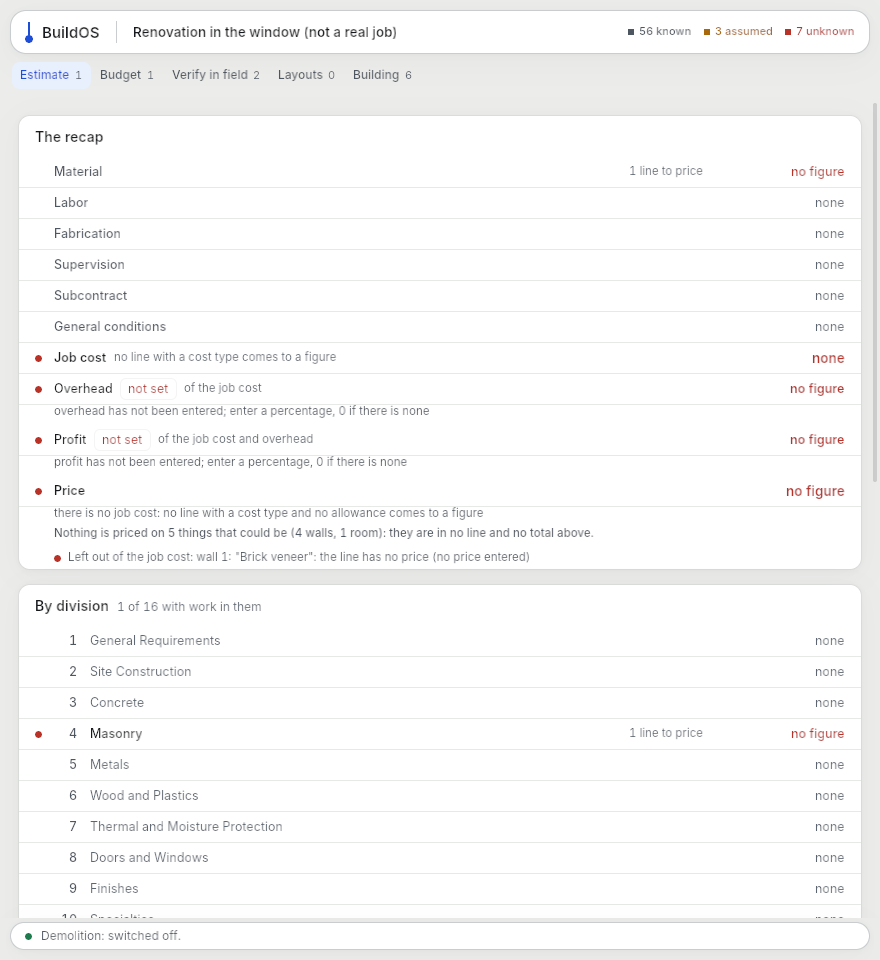 BuildOS
Renovation in the window (not a real job)
56 known 3 assumed 7 unknown
Estimate 1 Budget 1 Verify in field 2 Layouts 0 Building 6
The recap
Material 1 line to price no figure
Labor none
Fabrication none
Supervision none
Subcontract none
General conditions none
Job cost no line with a cost type comes to a figure none
Overhead not set of the job cost no figure
overhead has not been entered; enter a percentage, 0 if there is none
Profit not set of the job cost and overhead no figure
profit has not been entered; enter a percentage, 0 if there is none
Price no figure
there is no job cost: no line with a cost type and no allowance comes to a figure
Nothing is priced on 5 things that could be (4 walls, 1 room): they are in no line and no total above.
Left out of the job cost: wall 1: "Brick veneer": the line has no price (no price entered)
By division 1 of 16 with work in them
1 General Requirements none
2 Site Construction none
3 Concrete none
4 Masonry 1 line to price no figure
5 Metals none
6 Wood and Plastics none
7 Thermal and Moisture Protection none
8 Doors and Windows none
9 Finishes none
10 Specialties none
Demolition: switched off.